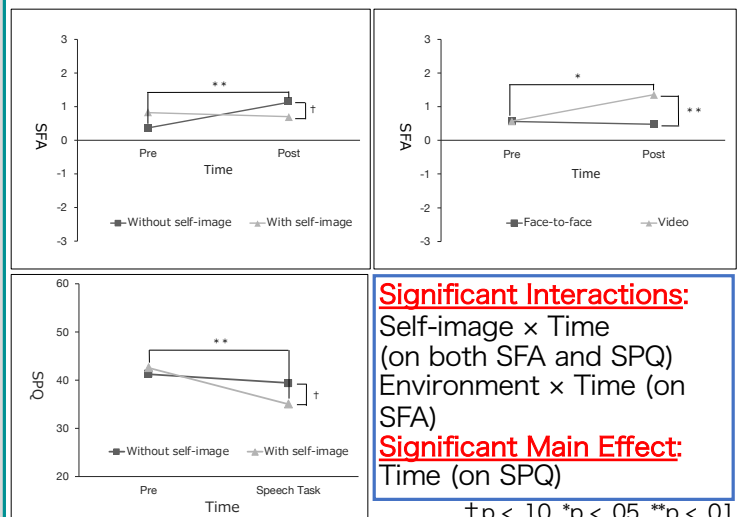 3
2
1
0
-1
-2
-3
SFA
**
†
Pre
Post
Time
Without self-image
With self-image
3
2
1
0
-1
-2
-3
SFA
*
**
Pre
Post
Time
Face-to-face
Video
60
50
40
30
20
SPQ
**
†
Without self-image
With self-image
Pre
Speech Task
Time
Significant Interactions:
Self-image × Time
(on both SFA and SPQ)
Environment × Time (on
SFA)
Significant Main Effect:
Time (on SPQ)
†p < .10, *p < .05, **p < .01